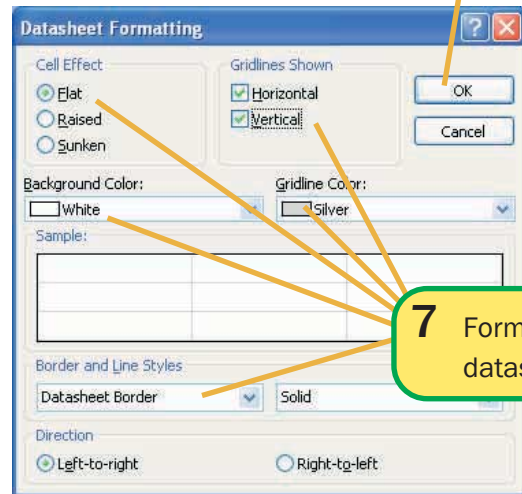 Datasheet Formatting
Cell Effect
Gridlines Shown
Flat
Horizontal
OK
Raised
Vertical
Cancel
Sunken
Background Color:
Gridline Color:
White
Silver
Sample:
7
Border and Line Styles
Datasheet Border
Solid
Direction
Left-to-right
Right-to-left